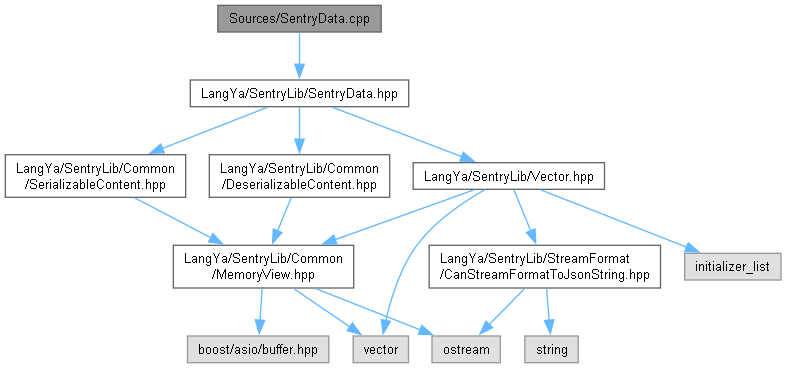 Sources/SentryData.cpp
LangYa/SentryLib/SentryData.hpp
LangYa/SentryLib/Common
/SerializableContent.hpp
LangYa/SentryLib/Common
/DeserializableContent.hpp
LangYa/SentryLib/Vector.hpp
LangYa/SentryLib/Common
/MemoryView.hpp
LangYa/SentryLib/StreamFormat
/CanStreamFormatToJsonString.hpp
initializer_list
boost/asio/buffer.hpp
vector
ostream
string